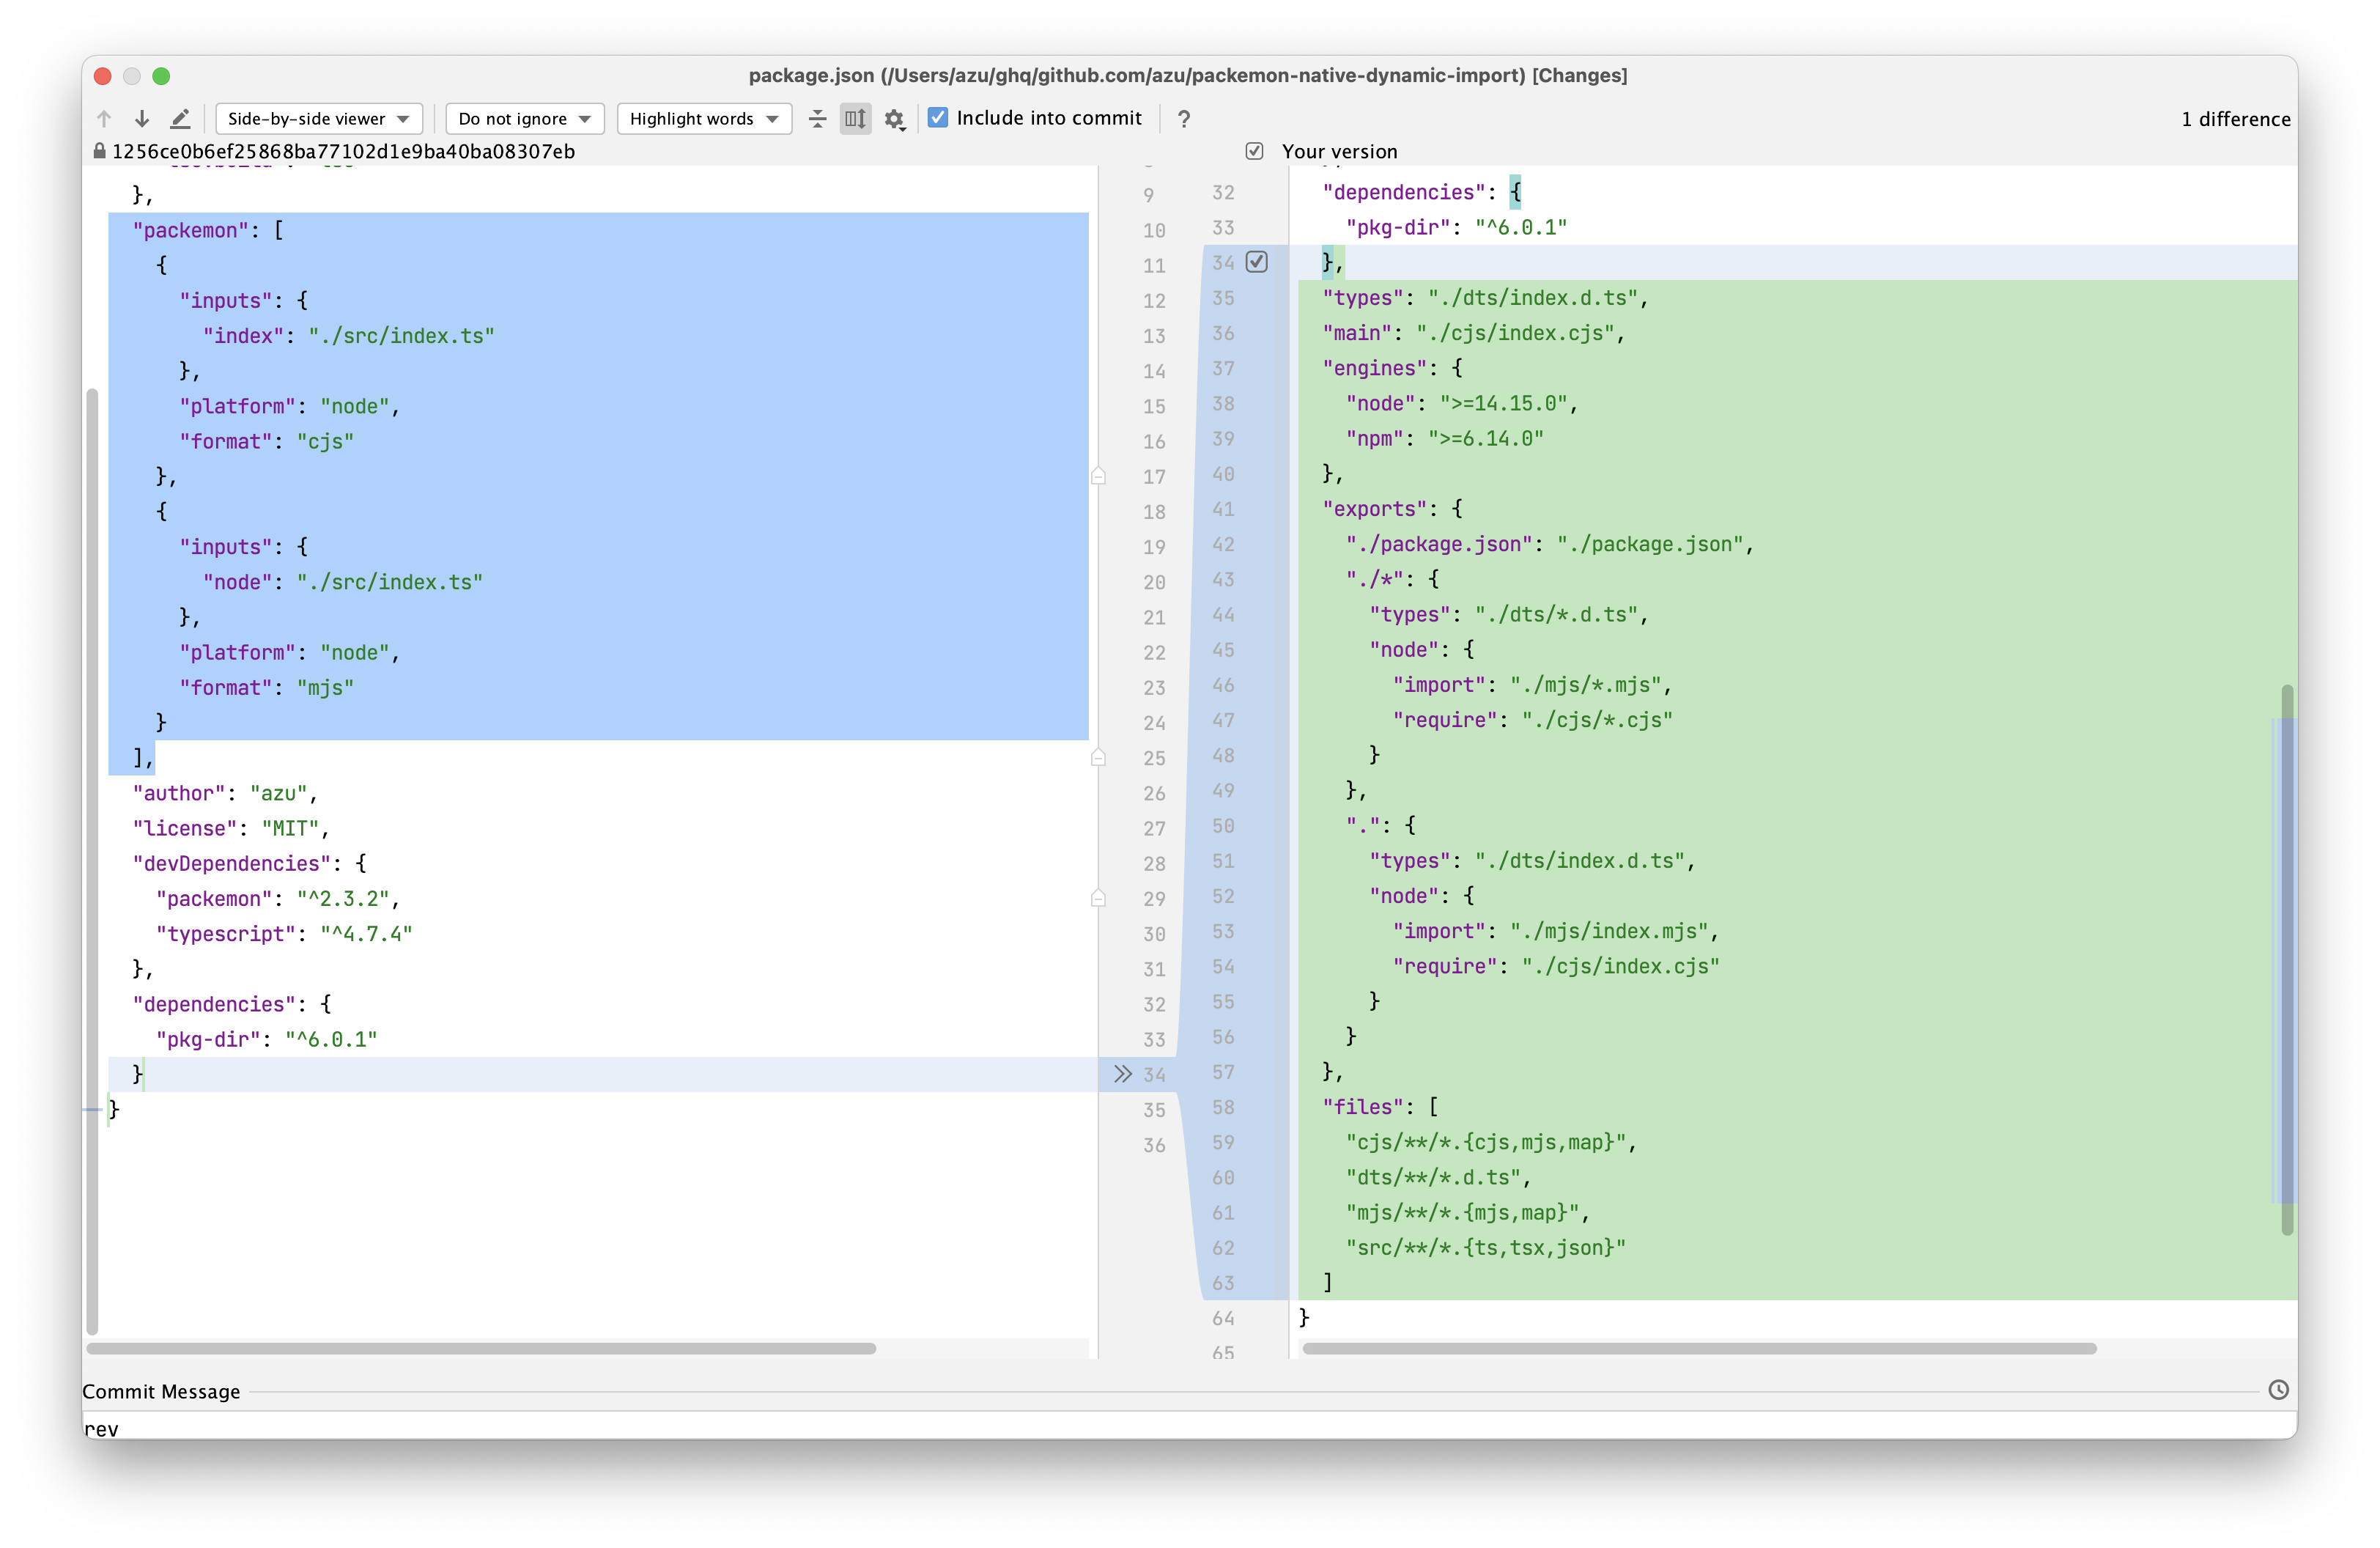 package.json (/Users/azu/ghq/github.com/azu/packemon-native-dynamic-import) [Changes]
Side-by-side viewer Do not ignore Highlight words Include into commit ? 1 difference
1256ce0b6ef25868ba77102d1e9ba40ba08307eb
},
"packemon": [
{
"inputs": {
"index": "./src/index.ts"
},
"platform": "node",
"format": "cjs"
},
{
"inputs": {
"node": "./src/index.ts"
},
"platform": "node",
"format": "mjs"
}
],
"author": "azu",
"license": "MIT",
"devDependencies": {
"packemon": "^2.3.2",
"typescript": "^4.7.4"
},
"dependencies": {
"pkg-dir": "^6.0.1"
}
}
9
10
11
12
13
14
15
16
17
18
19
20
21
22
23
24
25
26
27
28
29
30
31
32
33
34
35
36
Your version
32 "dependencies": {
33 "pkg-dir": "^6.0.1"
34 },
35 "types": "./dts/index.d.ts",
36 "main": "./cjs/index.cjs",
37 "engines": {
38 "node": ">=14.15.0",
39 "npm": ">=6.14.0"
40 },
41 "exports": {
42 "./package.json": "./package.json",
43 "./*": {
44 "types": "./dts/*.d.ts",
45 "node": {
46 "import": "./mjs/*.mjs",
47 "require": "./cjs/*.cjs"
48 }
49 },
50 ".": {
51 "types": "./dts/index.d.ts",
52 "node": {
53 "import": "./mjs/index.mjs",
54 "require": "./cjs/index.cjs"
55 }
56 }
57 },
58 "files": [
59 "cjs/**/*.{cjs,mjs,map}",
60 "dts/**/*.d.ts",
61 "mjs/**/*.{mjs,map}",
62 "src/**/*.{ts,tsx,json}"
63 ]
64 }
65
Commit Message
rev